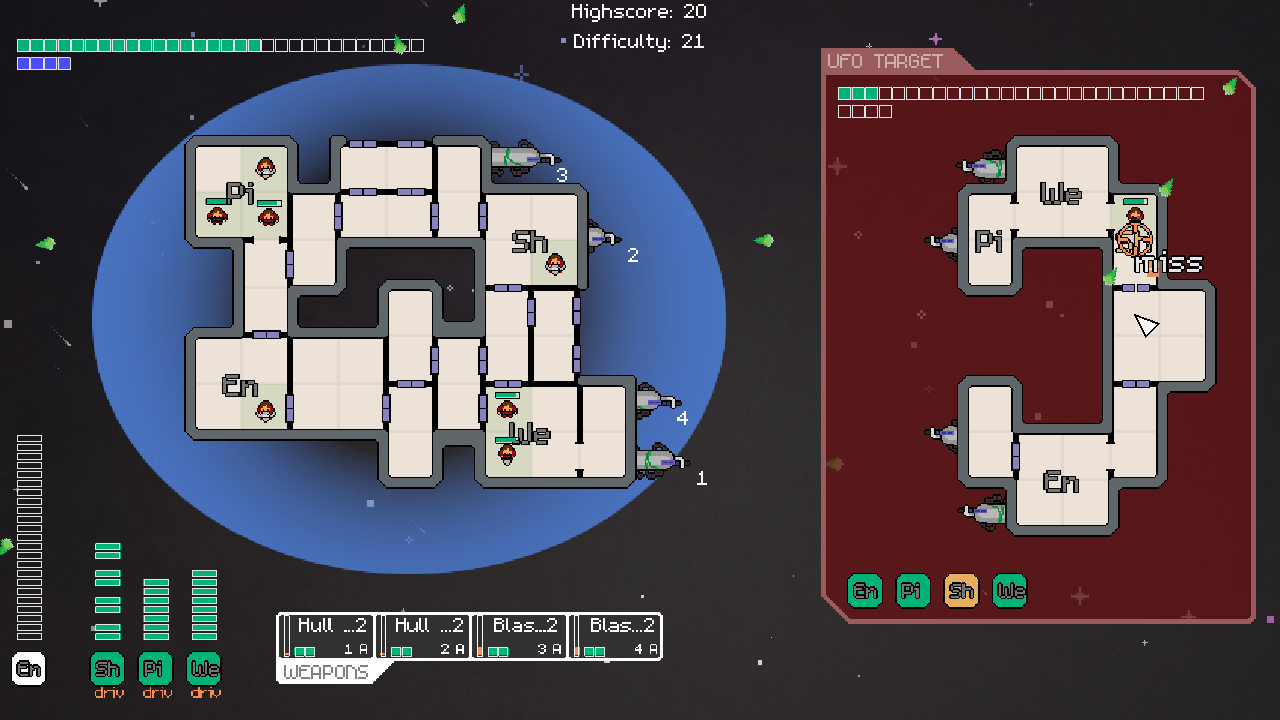 Highscore: 20
Difficulty: 21
UFO TARGET
Pi
3
Sh
2
En
We
4
1
We
Pi
miss
En
En Pi Sh We
Hull ...2 Hull ...2 Blas...2 Blas...2
1 A 2 A 3 A 4 A
WEAPONS
En Sh Pi We
driv driv driv